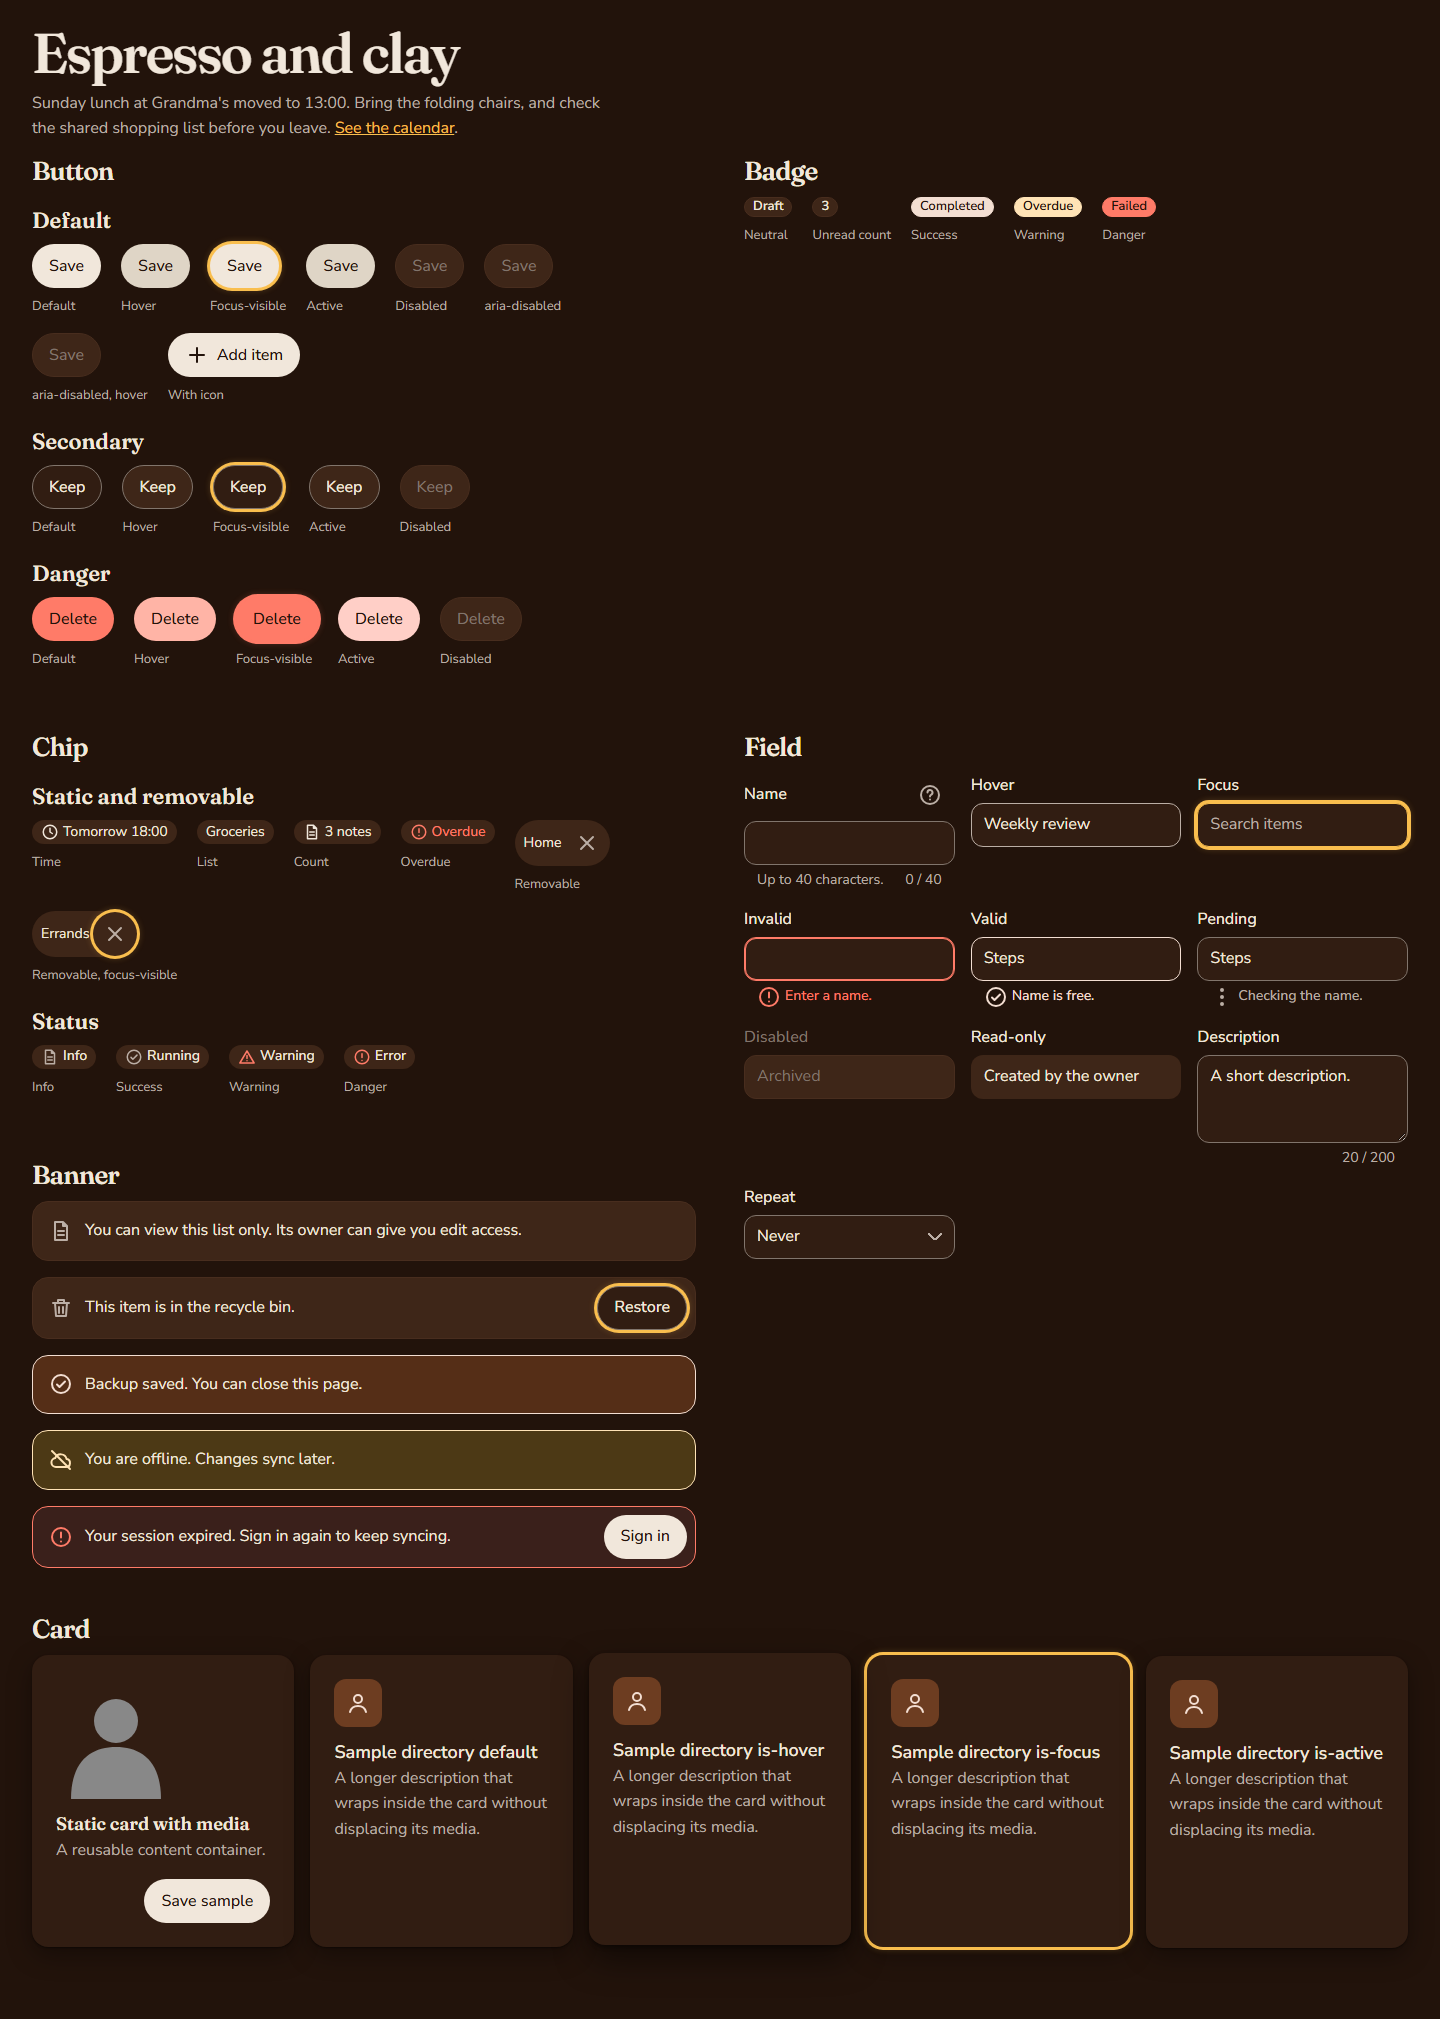 Espresso and clay
Sunday lunch at Grandma's moved to 13:00. Bring the folding chairs, and check
the shared shopping list before you leave. See the calendar.
Button
Default
Save Save Save Save Save Save
Default Hover Focus-visible Active Disabled aria-disabled
Save Add item
aria-disabled, hover With icon
Secondary
Keep Keep Keep Keep Keep
Default Hover Focus-visible Active Disabled
Danger
Delete Delete Delete Delete Delete
Default Hover Focus-visible Active Disabled
Badge
Draft 3 Completed Overdue Failed
Neutral Unread count Success Warning Danger
Chip
Static and removable
Tomorrow 18:00 Groceries 3 notes Overdue Home
Time List Count Overdue Removable
Errands
Removable, focus-visible
Status
Info Running Warning Error
Info Success Warning Danger
Field
Name Hover Focus
Weekly review Search items
Up to 40 characters. 0 / 40
Invalid Valid Pending
Steps Steps
Enter a name. Name is free. Checking the name.
Disabled Read-only Description
Archived Created by the owner A short description.
20 / 200
Repeat
Never
Banner
You can view this list only. Its owner can give you edit access.
This item is in the recycle bin. Restore
Backup saved. You can close this page.
You are offline. Changes sync later.
Your session expired. Sign in again to keep syncing. Sign in
Card
Static card with media
A reusable content container.
Save sample
Sample directory default
A longer description that
wraps inside the card without
displacing its media.
Sample directory is-hover
A longer description that
wraps inside the card without
displacing its media.
Sample directory is-focus
A longer description that
wraps inside the card without
displacing its media.
Sample directory is-active
A longer description that
wraps inside the card without
displacing its media.